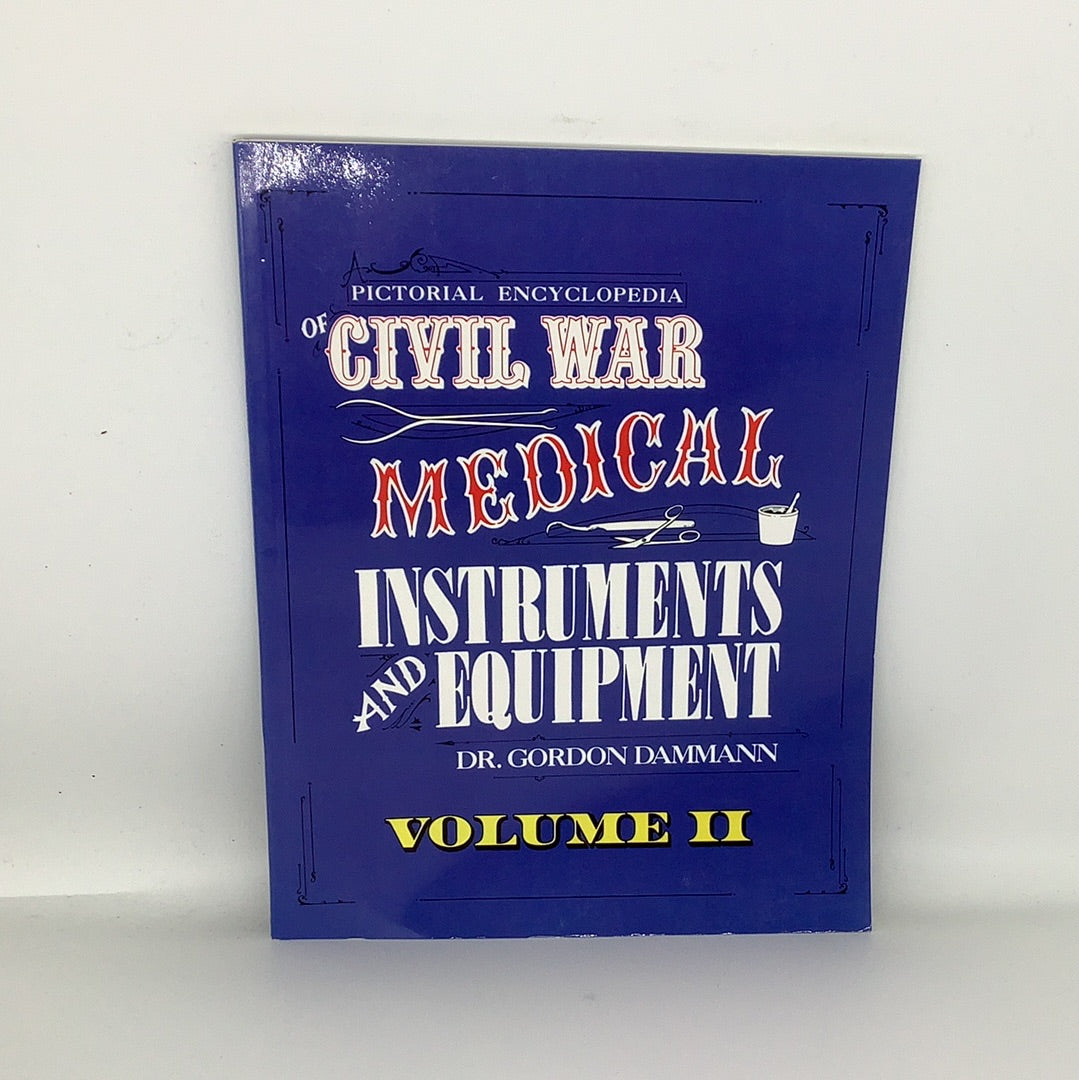 PICTORIAL ENCYCLOPEDIA
OF CIVIL WAR
MEDICAL
INSTRUMENTS
AND EQUIPMENT
DR. GORDON DAMMANN
VOLUME II